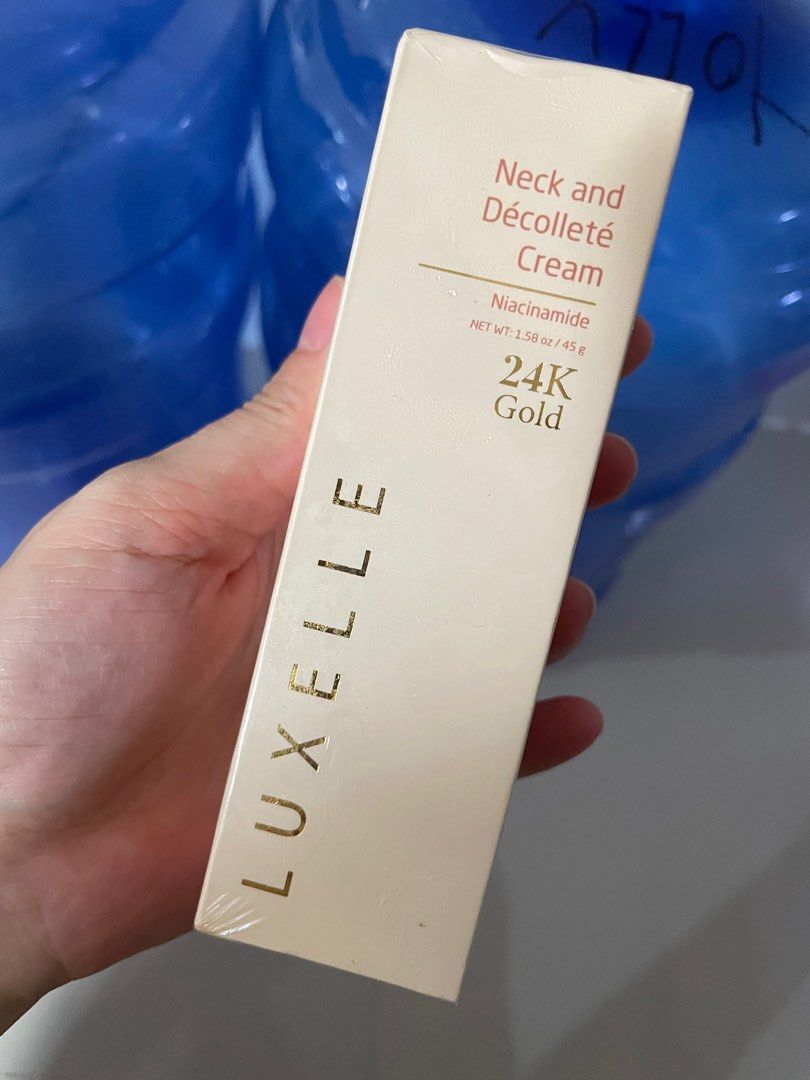 Neck and
Décolleté
Cream
Niacinamide
NET WT: 1.58 oz / 45 g
24K
Gold
LUXELLE